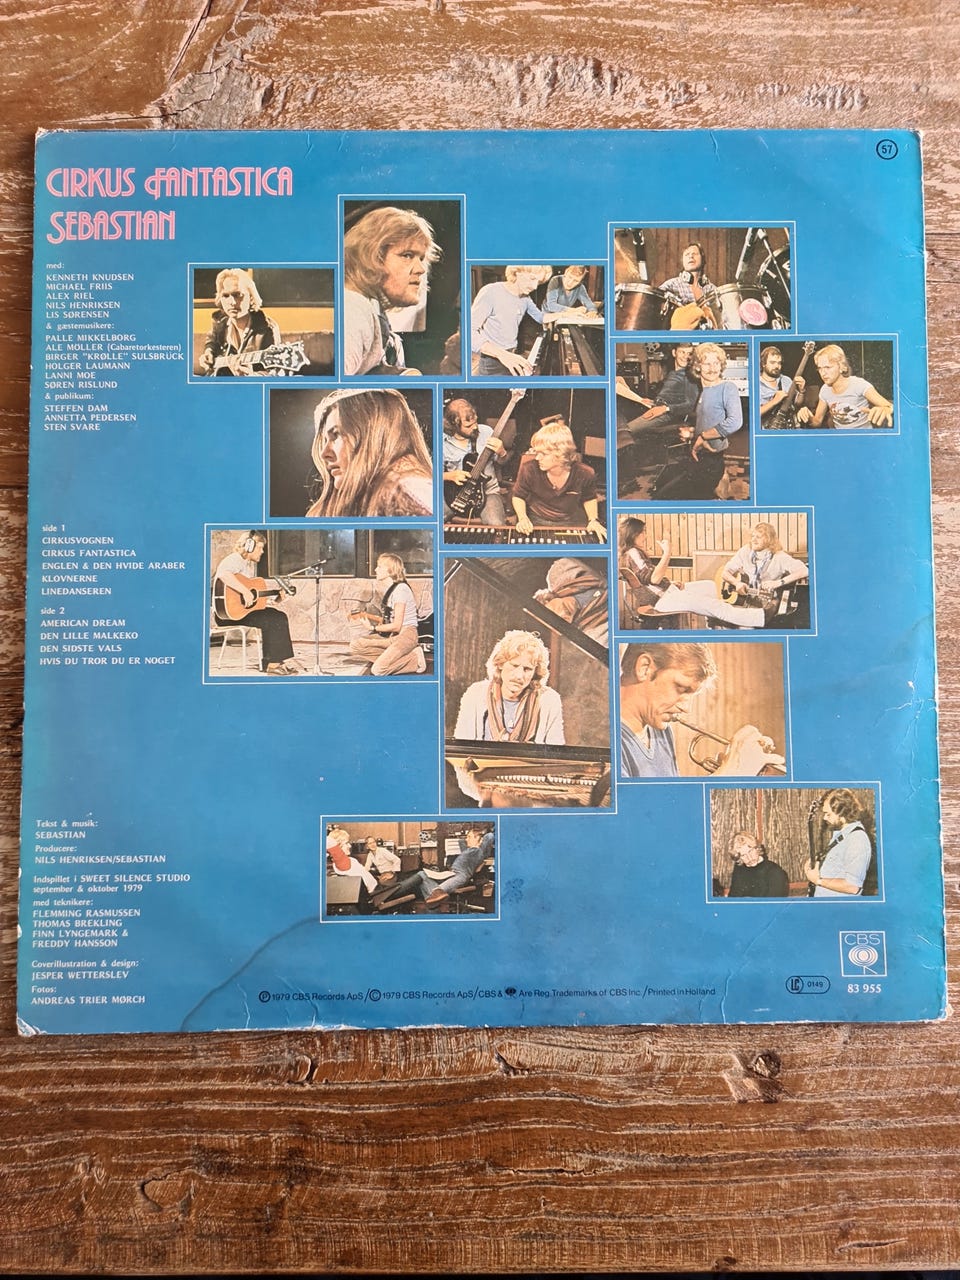 57
CIRKUS FANTASTICA
SEBASTIAN
med:
KENNETH KNUDSEN
MICHAEL FRIIS
ALEX RIEL
NILS HENRIKSEN
LIS SØRENSEN
& gæstemusikere:
PALLE MIKKELBORG
ALE MÖLLER (Cabaretorkesteren)
BIRGER "KRØLLE" SULSBRÜCK
HOLGER LAUMANN
LANNI MOE
SØREN RISLUND
& publikum:
STEFFEN DAM
ANNETTA PEDERSEN
STEN SVARE
side 1
CIRKUSVOGNEN
CIRKUS FANTASTICA
ENGLEN & DEN HVIDE ARABER
KLOVNERNE
LINEDANSEREN
side 2
AMERICAN DREAM
DEN LILLE MALKEKO
DEN SIDSTE VALS
HVIS DU TROR DU ER NOGET
Tekst & musik:
SEBASTIAN
Producere:
NILS HENRIKSEN/SEBASTIAN
Indspillet i SWEET SILENCE STUDIO
september & oktober 1979
med teknikere:
FLEMMING RASMUSSEN
THOMAS BREKLING
FINN LYNGEMARK &
FREDDY HANSSON
Coverillustration & design:
JESPER WETTERSLEV
Fotos:
ANDREAS TRIER MØRCH
℗ 1979 CBS Records ApS/© 1979 CBS Records ApS/CBS & Are Reg. Trademarks of CBS Inc./Printed in Holland
LC 0149
CBS
83 955